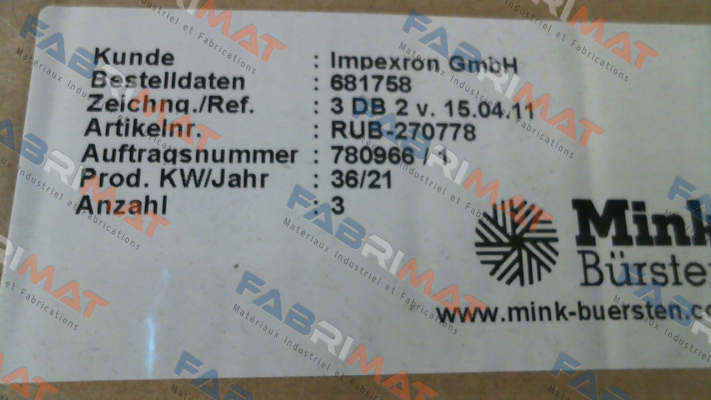 Kunde : Impexron GmbH
Bestelldaten : 681758
Zeichng./Ref. : 3 DB 2 v. 15.04.11
Artikelnr. : RUB-270778
Auftragsnummer : 780966 / 1
Prod. KW/Jahr : 36/21
Anzahl : 3
Mink
Bürsten
www.mink-buersten.co
FABRIMAT
Matériaux Industriel et Fabrications